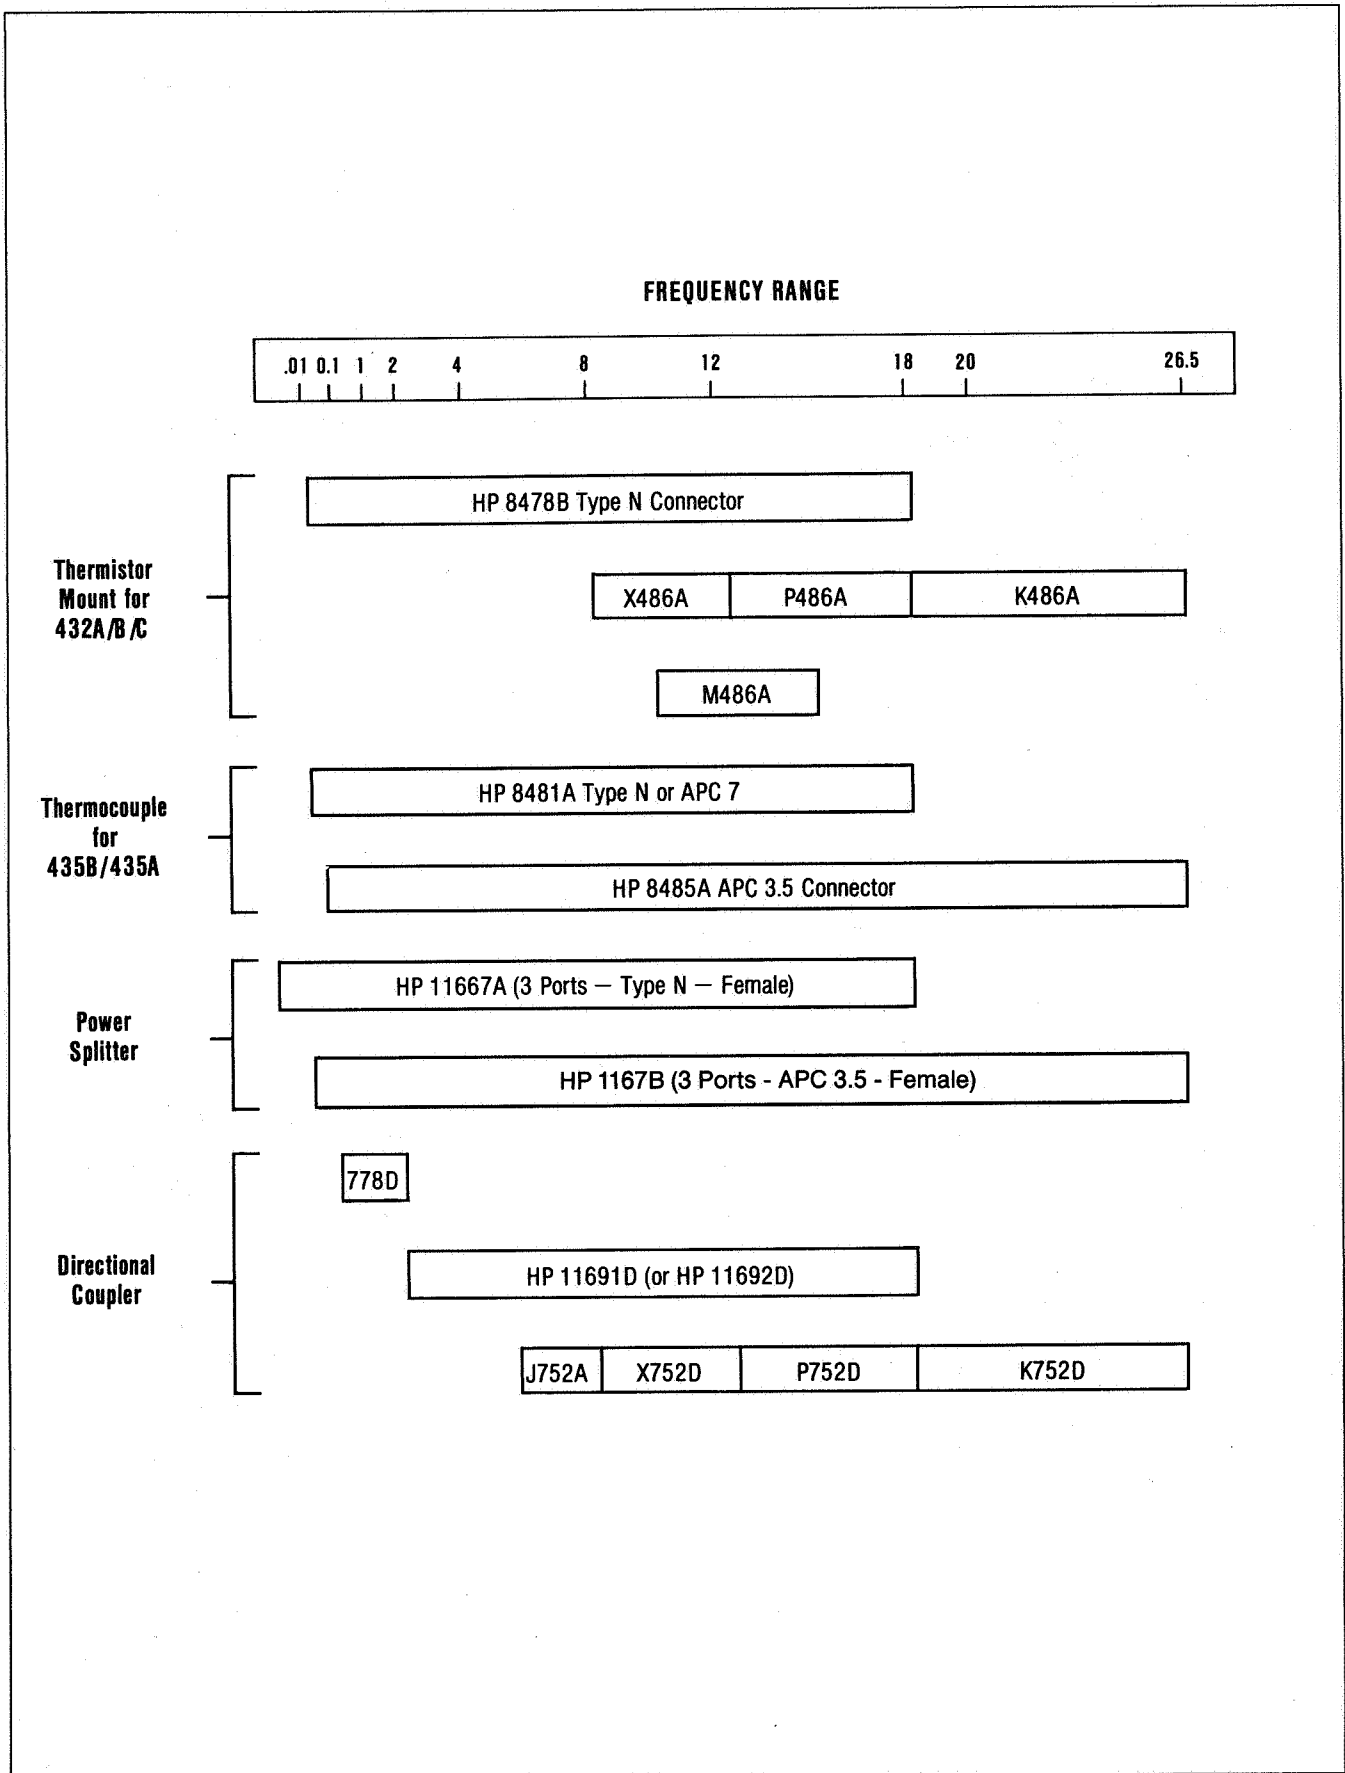 FREQUENCY RANGE
.01 0.1 1 2 4 8 12 18 20 26.5
HP 8478B Type N Connector
Thermistor
Mount for
432A/B/C
X486A P486A K486A
M486A
HP 8481A Type N or APC 7
Thermocouple
for
435B/435A
HP 8485A APC 3.5 Connector
HP 11667A (3 Ports — Type N — Female)
Power
Splitter
HP 1167B (3 Ports - APC 3.5 - Female)
778D
Directional
Coupler
HP 11691D (or HP 11692D)
J752A X752D P752D K752D